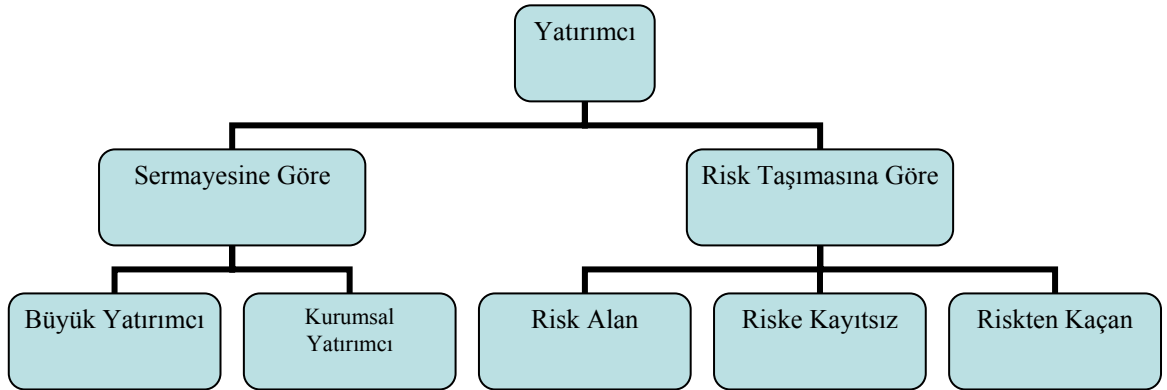 Yatırımcı
Sermayesine Göre
Risk Taşımasına Göre
Büyük Yatırımcı
Kurumsal
Yatırımcı
Risk Alan
Riske Kayıtsız
Riskten Kaçan